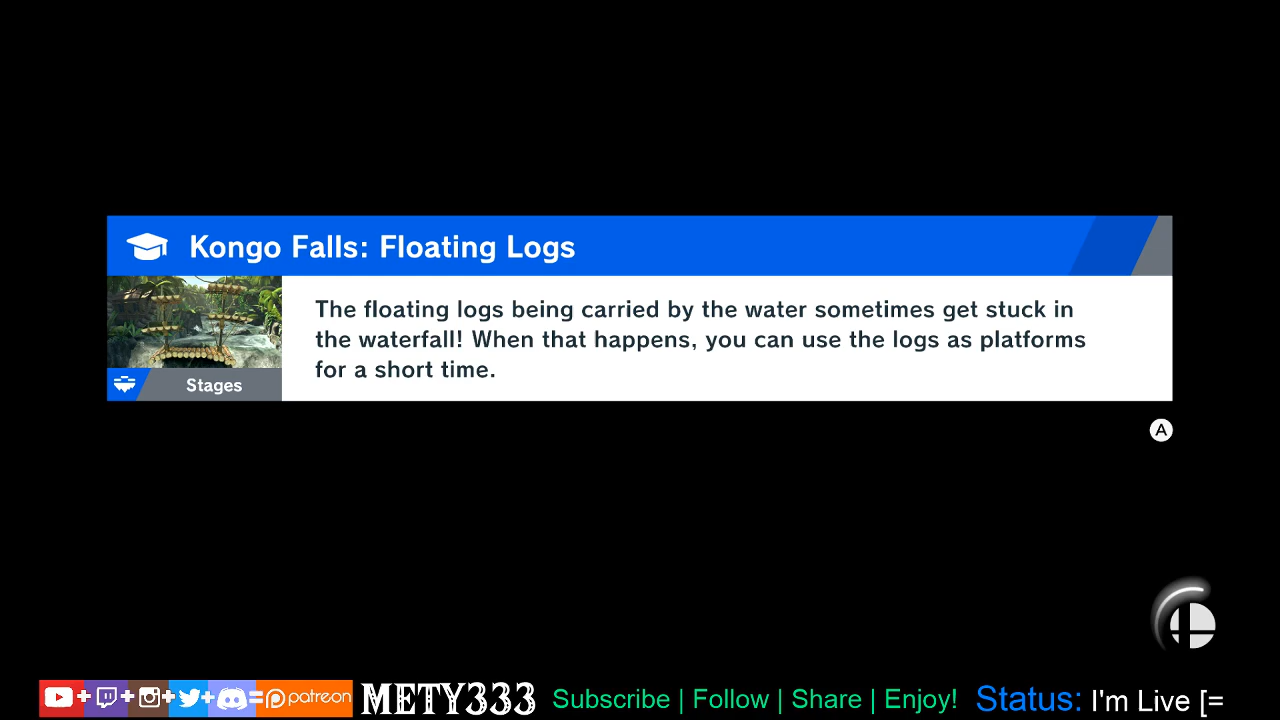 Kongo Falls: Floating Logs
The floating logs being carried by the water sometimes get stuck in
the waterfall! When that happens, you can use the logs as platforms
for a short time.
Stages
A
+ + + + = patreon METY333 Subscribe | Follow | Share | Enjoy! Status: I'm Live [=